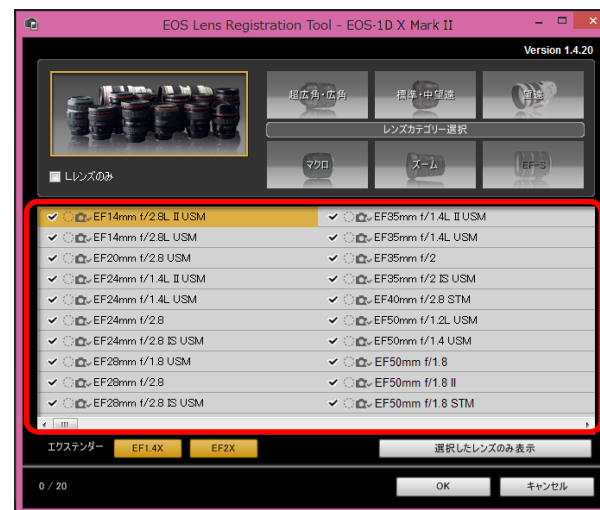 EOS Lens Registration Tool - EOS-1D X Mark II
Version 1.4.20
超広角・広角
標準・中望遠
望遠
レンズカテゴリー選択
マクロ
ズーム
EF-S
Lレンズのみ
EF14mm f/2.8L II USM
EF14mm f/2.8L USM
EF20mm f/2.8 USM
EF24mm f/1.4L II USM
EF24mm f/1.4L USM
EF24mm f/2.8
EF24mm f/2.8 IS USM
EF28mm f/1.8 USM
EF28mm f/2.8
EF28mm f/2.8 IS USM
EF35mm f/1.4L II USM
EF35mm f/1.4L USM
EF35mm f/2
EF35mm f/2 IS USM
EF40mm f/2.8 STM
EF50mm f/1.2L USM
EF50mm f/1.4 USM
EF50mm f/1.8
EF50mm f/1.8 II
EF50mm f/1.8 STM
エクステンダー
EF1.4X
EF2X
選択したレンズのみ表示
0 / 20
OK
キャンセル